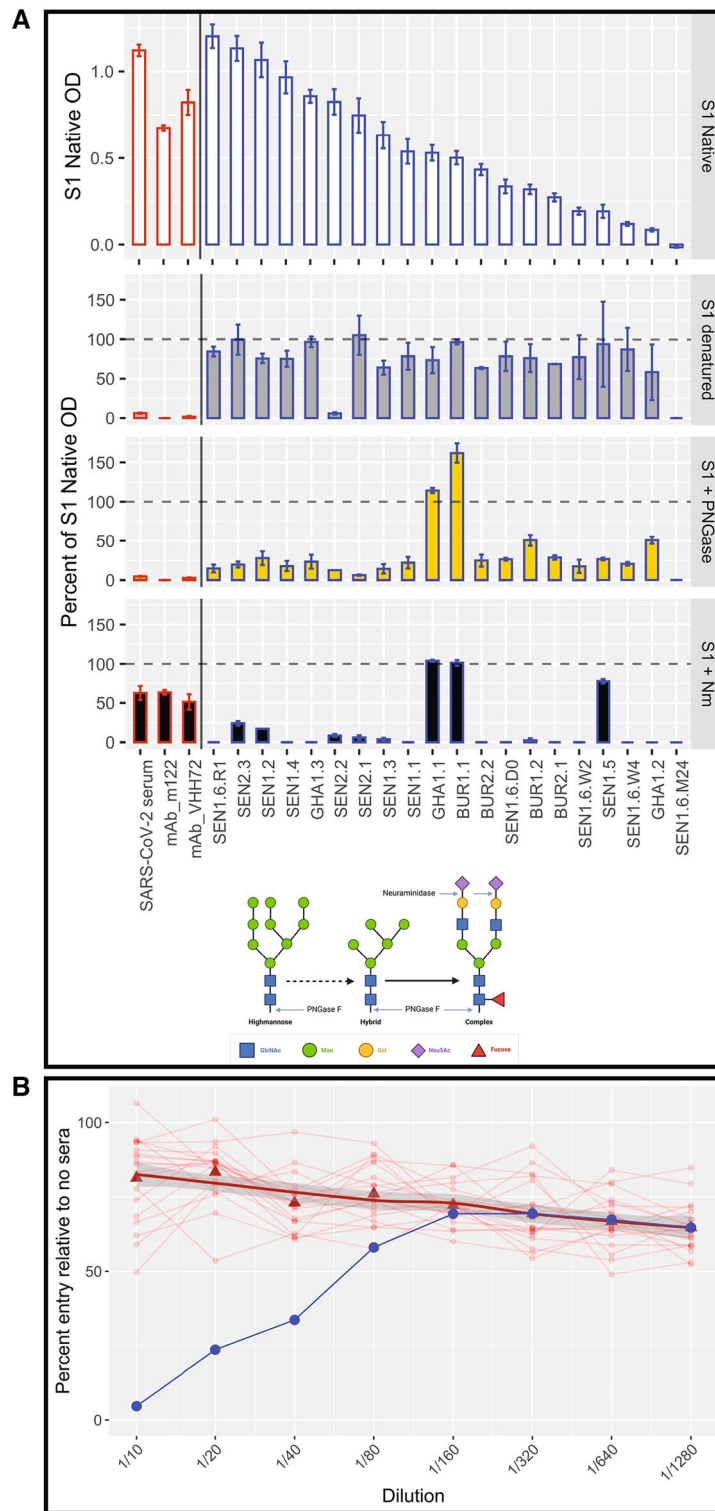 A
S1 Native OD
1.0
0.5
0.0
S1 Native
Percent of S1 Native OD
150
100
50
0
S1 denatured
150
100
50
0
S1 + PNGase
150
100
50
0
S1 + Nm
SARS-CoV-2 serum
mAb_m122
mAb_VHH72
SEN1.6.R1
SEN2.3
SEN1.2
SEN1.4
GHA1.3
SEN2.2
SEN2.1
SEN1.3
SEN1.1
GHA1.1
BUR1.1
BUR2.2
SEN1.6.D0
BUR1.2
BUR2.1
SEN1.6.W2
SEN1.5
SEN1.6.W4
GHA1.2
SEN1.6.M24
Neuraminidase
PNGase F
PNGase F
Highmannose
Hybrid
Complex
GlcNAc
Man
Gal
Neu5Ac
Fucose
B
Percent entry relative to no sera
100
50
0
1/10
1/20
1/40
1/80
1/160
1/320
1/640
1/1280
Dilution